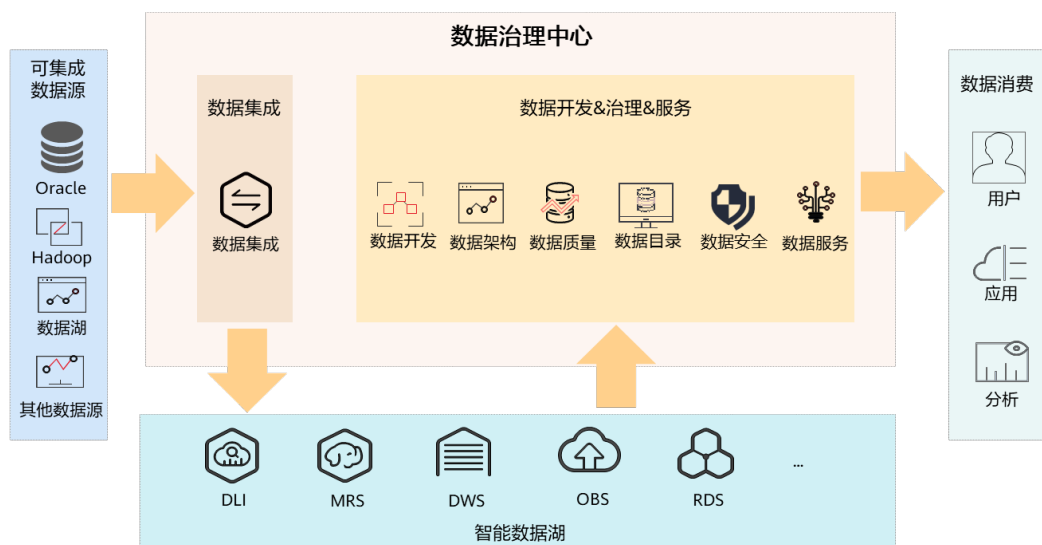 数据治理中心
可集成
数据源
Oracle
Hadoop
数据湖
其他数据源
数据集成
数据集成
数据开发&治理&服务
数据开发
数据架构
数据质量
数据目录
数据安全
数据服务
数据消费
用户
应用
分析
DLI
MRS
DWS
OBS
RDS
...
智能数据湖